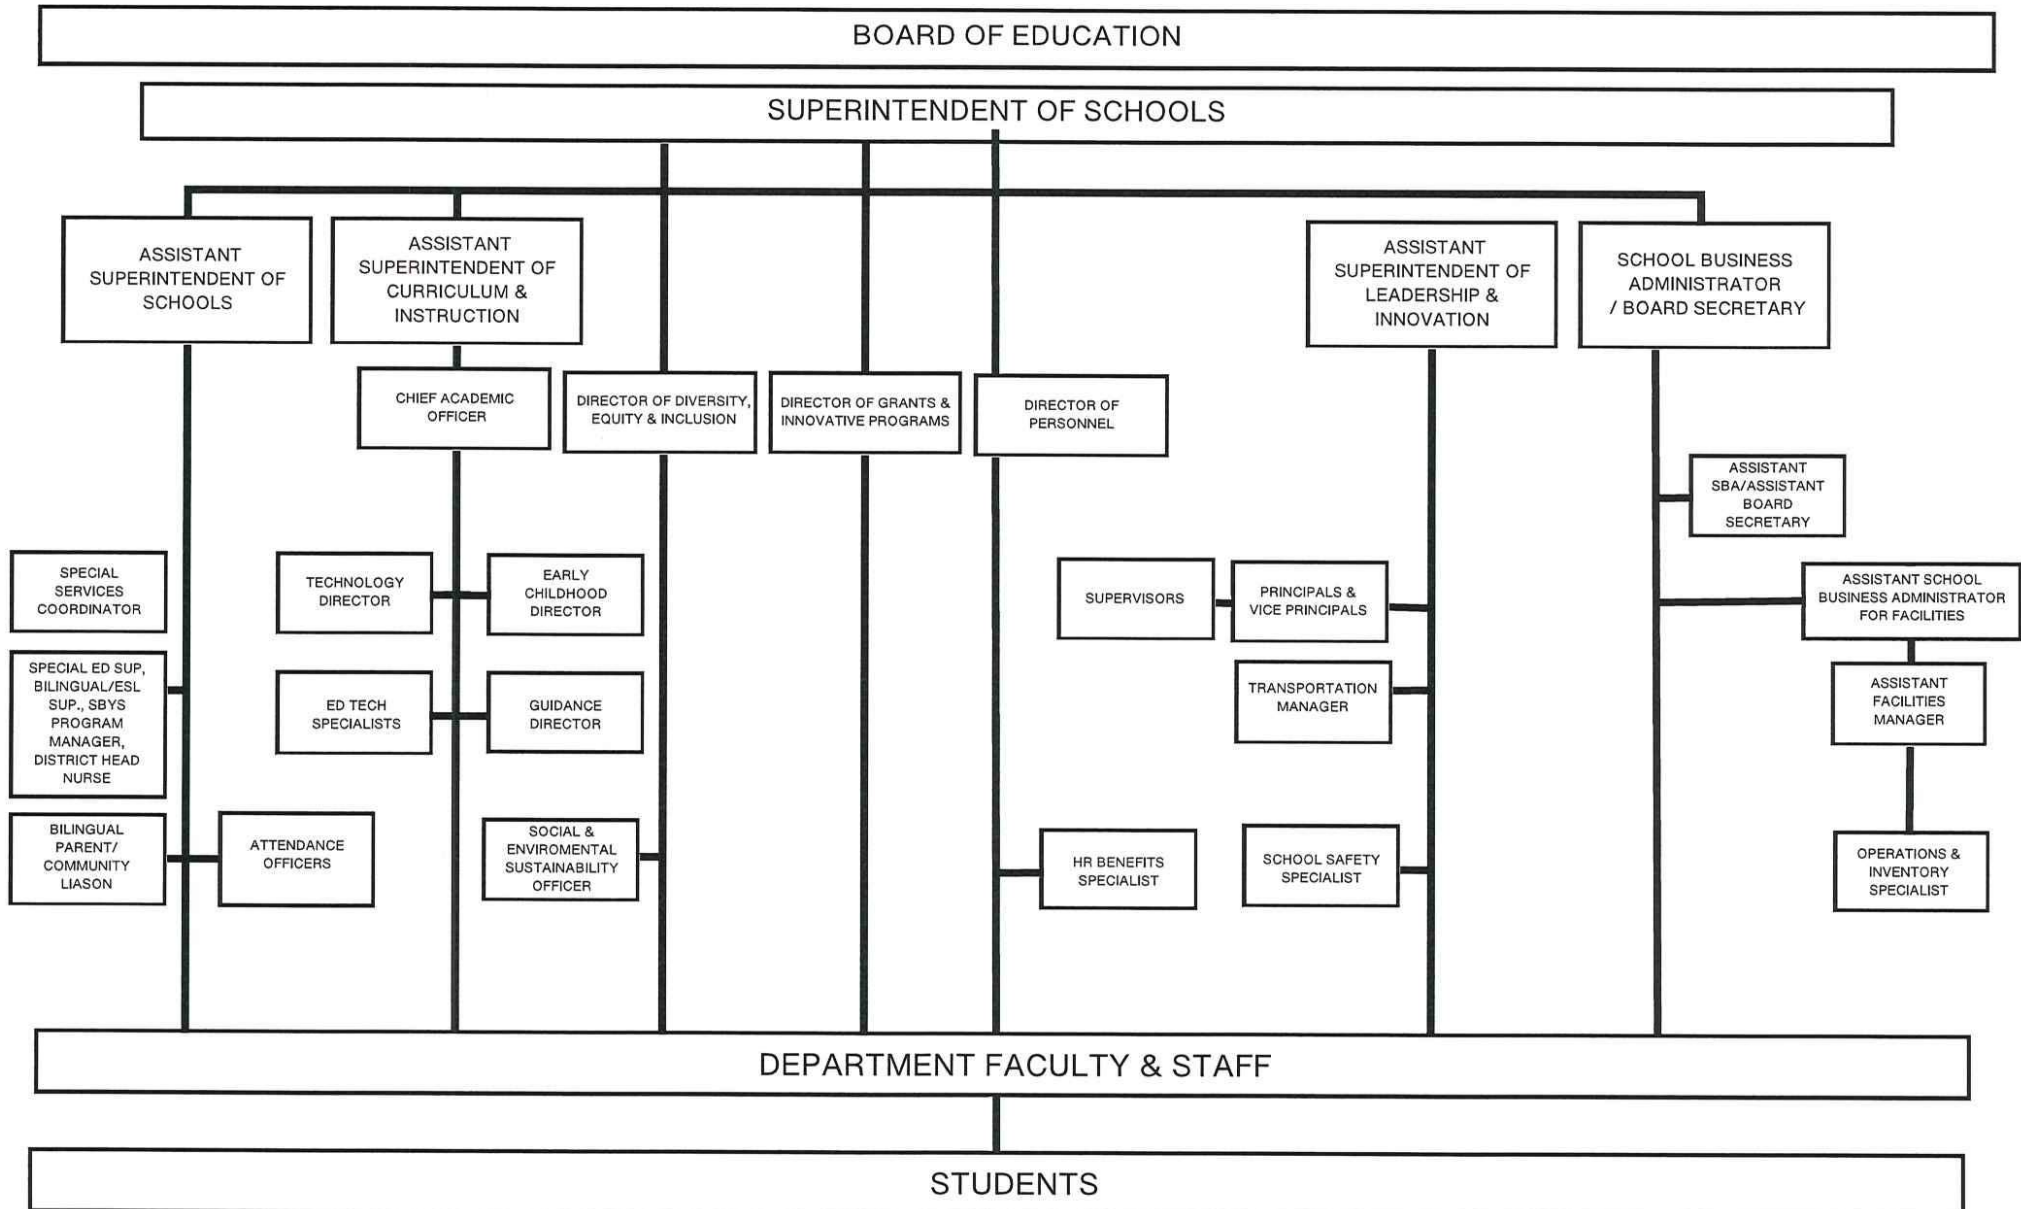 BOARD OF EDUCATION
SUPERINTENDENT OF SCHOOLS
ASSISTANT
SUPERINTENDENT OF
SCHOOLS
ASSISTANT
SUPERINTENDENT OF
CURRICULUM &
INSTRUCTION
ASSISTANT
SUPERINTENDENT OF
LEADERSHIP &
INNOVATION
SCHOOL BUSINESS
ADMINISTRATOR
/ BOARD SECRETARY
CHIEF ACADEMIC
OFFICER
DIRECTOR OF DIVERSITY,
EQUITY & INCLUSION
DIRECTOR OF GRANTS &
INNOVATIVE PROGRAMS
DIRECTOR OF
PERSONNEL
ASSISTANT
SBA/ASSISTANT
BOARD
SECRETARY
SPECIAL
SERVICES
COORDINATOR
TECHNOLOGY
DIRECTOR
EARLY
CHILDHOOD
DIRECTOR
SUPERVISORS
PRINCIPALS &
VICE PRINCIPALS
ASSISTANT SCHOOL
BUSINESS ADMINISTRATOR
FOR FACILITIES
SPECIAL ED SUP,
BILINGUAL/ESL
SUP., SBYS
PROGRAM
MANAGER,
DISTRICT HEAD
NURSE
ED TECH
SPECIALISTS
GUIDANCE
DIRECTOR
TRANSPORTATION
MANAGER
ASSISTANT
FACILITIES
MANAGER
BILINGUAL
PARENT/
COMMUNITY
LIASON
ATTENDANCE
OFFICERS
SOCIAL &
ENVIROMENTAL
SUSTAINABILITY
OFFICER
HR BENEFITS
SPECIALIST
SCHOOL SAFETY
SPECIALIST
OPERATIONS &
INVENTORY
SPECIALIST
DEPARTMENT FACULTY & STAFF
STUDENTS